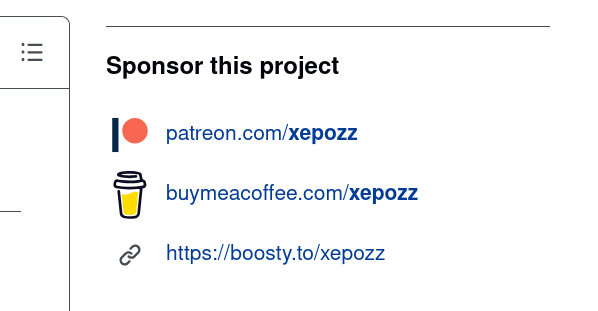 Sponsor this project
patreon.com/xepozz
buymeacoffee.com/xepozz
https://boosty.to/xepozz